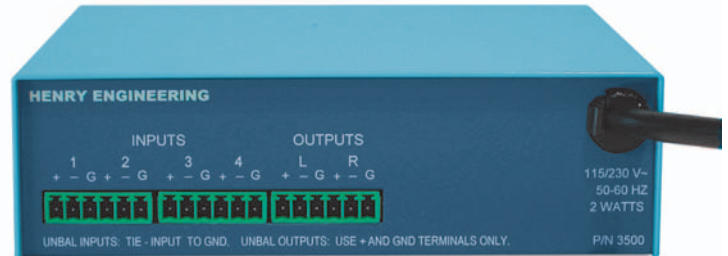 HENRY ENGINEERING
INPUTS OUTPUTS
1 2 3 4 L R
+ – G + – G + – G + – G + – G + – G
115/230 V~
50-60 HZ
2 WATTS
UNBAL INPUTS: TIE - INPUT TO GND. UNBAL OUTPUTS: USE + AND GND TERMINALS ONLY. P/N 3500